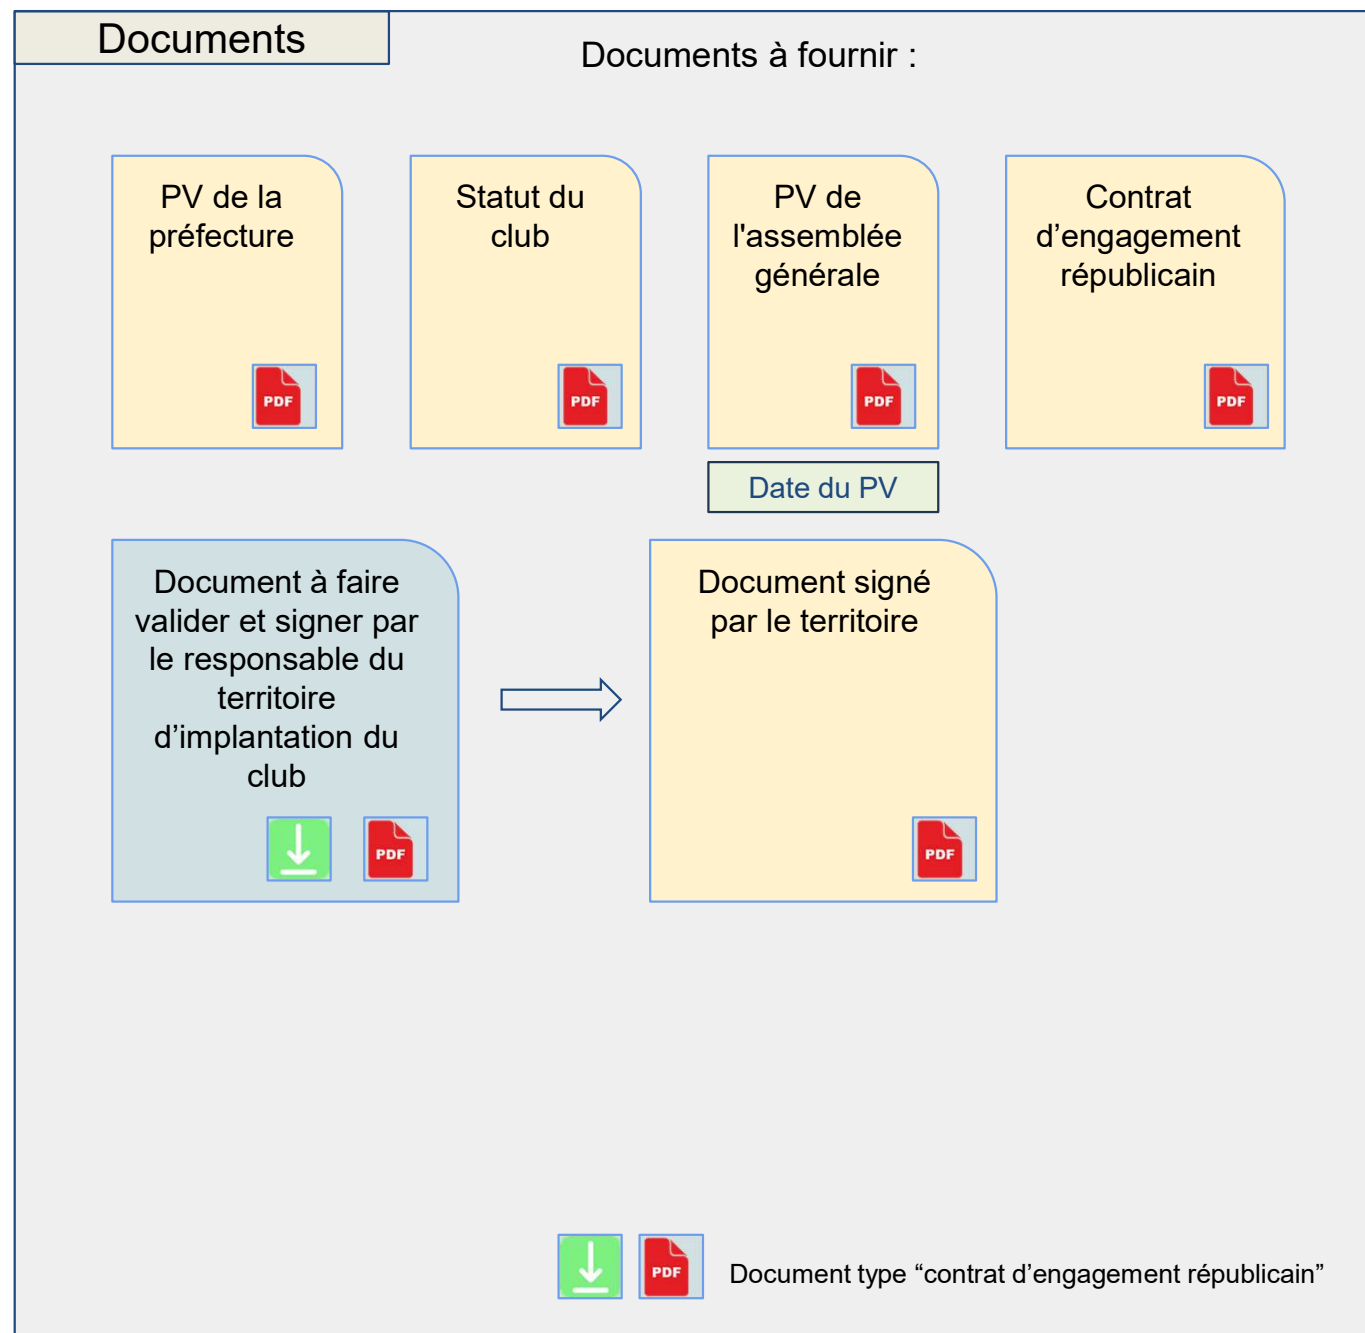 Documents
Documents à fournir :
PV de la
préfecture
PDF
Statut du
club
PDF
PV de
l'assemblée
générale
PDF
Contrat
d’engagement
républicain
PDF
Date du PV
Document à faire
valider et signer par
le responsable du
territoire
d’implantation du
club
PDF
Document signé
par le territoire
PDF
PDF
Document type “contrat d’engagement républicain”